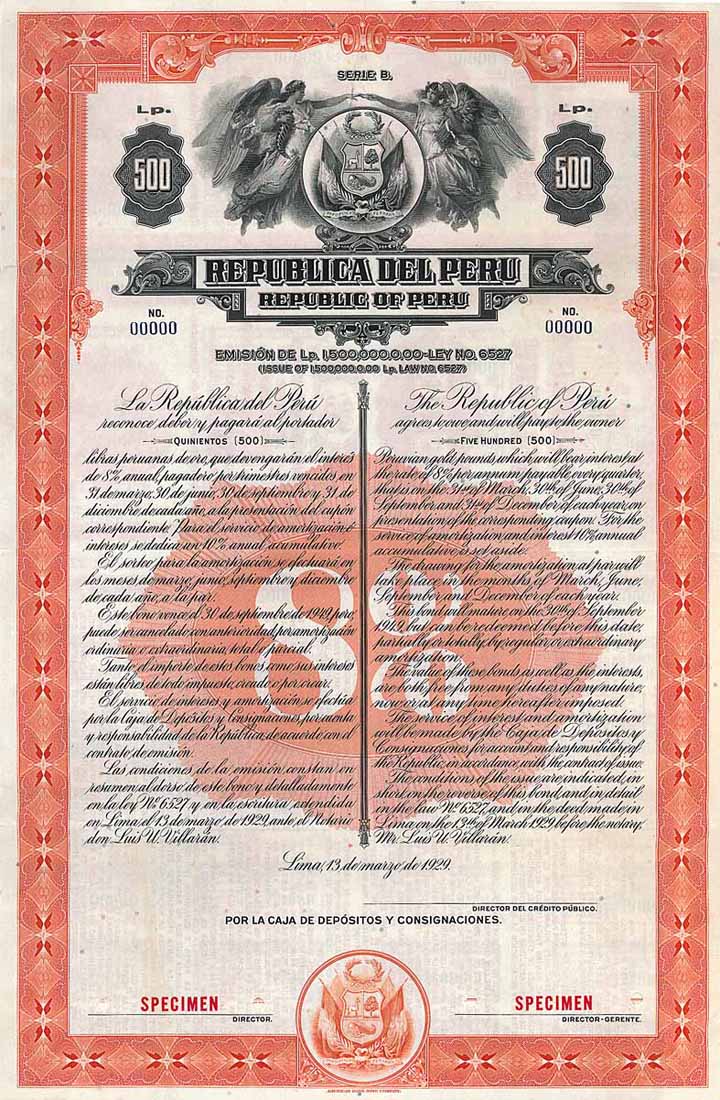 SERIE B.
Lp.
Lp.
500
500
REPUBLICA DEL PERU
REPUBLIC OF PERU
NO.
00000
NO.
00000
EMISIÓN DE Lp. 1,500,000.0.00-LEY NO. 6527
(ISSUE OF 1,500,000.0.00 Lp. LAW NO. 6527)
La República del Perú
reconoce deber y, pagará al portador
QUINIENTOS (500)
libras peruanas de oro, que devengarán el interés
de 8% anual, pagadero por trimestres vencidos en
31 de marzo, 30 de junio, 30 de septiembre y 31 de
diciembre de cada año, a la presentación del cupón
correspondiente. Para el servicio de amortización é
intereses se dedica un 10% anual acumulativo.
El sorteo para la amortización, se efectuará en
los meses de marzo, junio, septiembre y diciembre
de cada año, a la par.
Este bono vence el 30 de septiembre de 1949, pero
puede ser cancelado con anterioridad, por amortización
ordinaria o extraordinaria, total o parcial.
Tanto el importe de estos bonos como sus intereses
están libres de todo impuesto, creado o por crear.
El servicio de intereses y amortización se efectúa
por la Caja de Depósitos y Consignaciones, por cuenta
y responsabilidad de la República, de acuerdo con el
contrato de emisión.
Las condiciones de la emisión constan en
resumen al dorso de este bono y detalladamente
en la ley Nº 6527 y en la escritura extendida
en Lima, el 13 de marzo de 1929, ante el Notario
don Luis U. Villarán.
The Republic of Perú
agrees to owe and will pay to the owner
FIVE HUNDRED (500)
Peruvian gold pounds, which will bear, interest at
the rate of 8% per annum, payable, every quarter,
that is on the 31st of March, 30th of June, 30th of
September and 31st of December of each year, on
presentation of the corresponding coupon. For the
service of amortization, and interest 10% annual
accumulative is set aside.
The drawing for the amortization, at par will
take place in the months of March, June,
September and December of each year.
This bond will mature on the 30th of September
1949, but can be redeemed, before this date,
partially or totally, by regular, or extraordinary
amortization.
The value of these bonds as well as the interests,
are both free from any duties of any nature,
now or at any time hereafter imposed.
The service of interest and amortization
will be made by the Caja de Depósitos y
Consignaciones for account and responsibility of the
Republic, in accordance, with the contract of issue.
The conditions of the issue are indicated, in
short on the reverse of this bond, and in detail
in the law Nº 6527 and in the deed made, in
Lima on the 13th of March 1929, before the notary,
Mr. Luis U. Villarán.
8%
Lima, 13 de marzo, de 1929.
DIRECTOR DEL CRÉDITO PÚBLICO.
POR LA CAJA DE DEPÓSITOS Y CONSIGNACIONES.
SPECIMEN
DIRECTOR.
SPECIMEN
DIRECTOR-GERENTE.